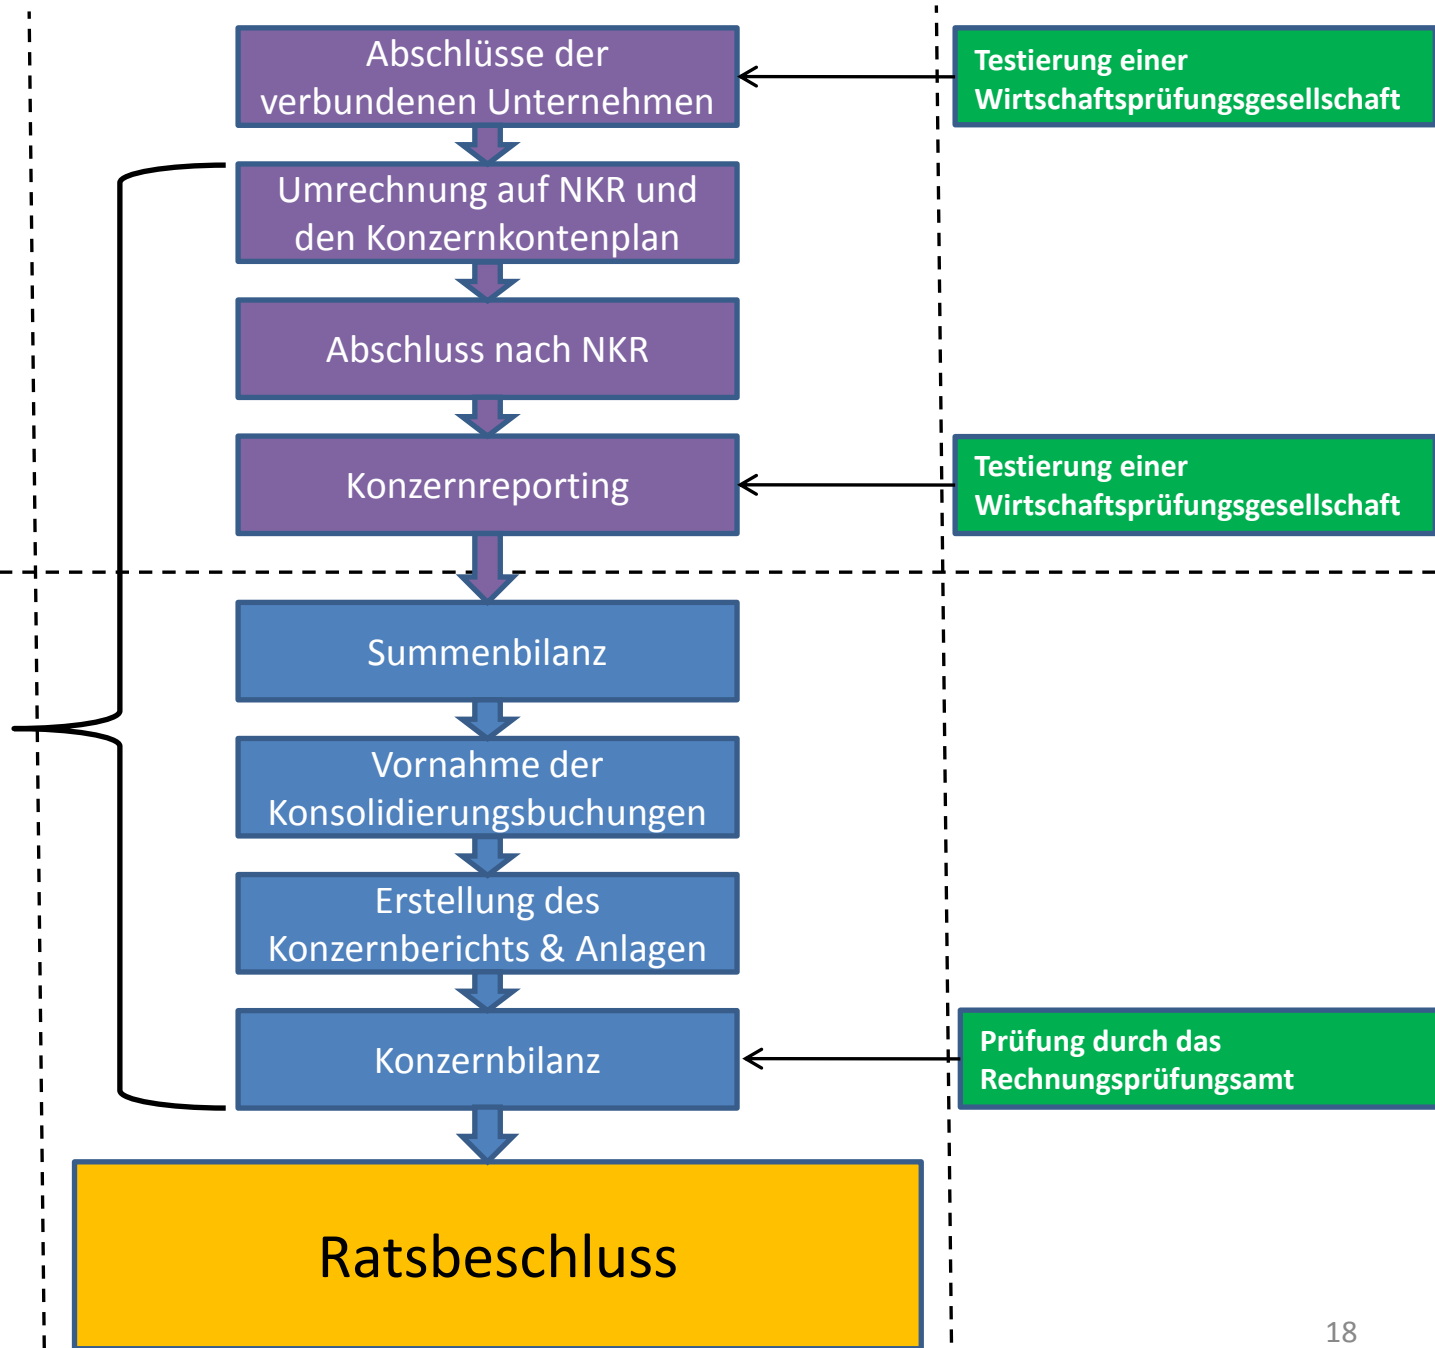 Abschlüsse der
verbundenen Unternehmen
Testierung einer
Wirtschaftsprüfungsgesellschaft
Umrechnung auf NKR und
den Konzernkontenplan
Abschluss nach NKR
Konzernreporting
Testierung einer
Wirtschaftsprüfungsgesellschaft
Summenbilanz
Vornahme der
Konsolidierungsbuchungen
Erstellung des
Konzernberichts & Anlagen
Konzernbilanz
Prüfung durch das
Rechnungsprüfungsamt
Ratsbeschluss
18